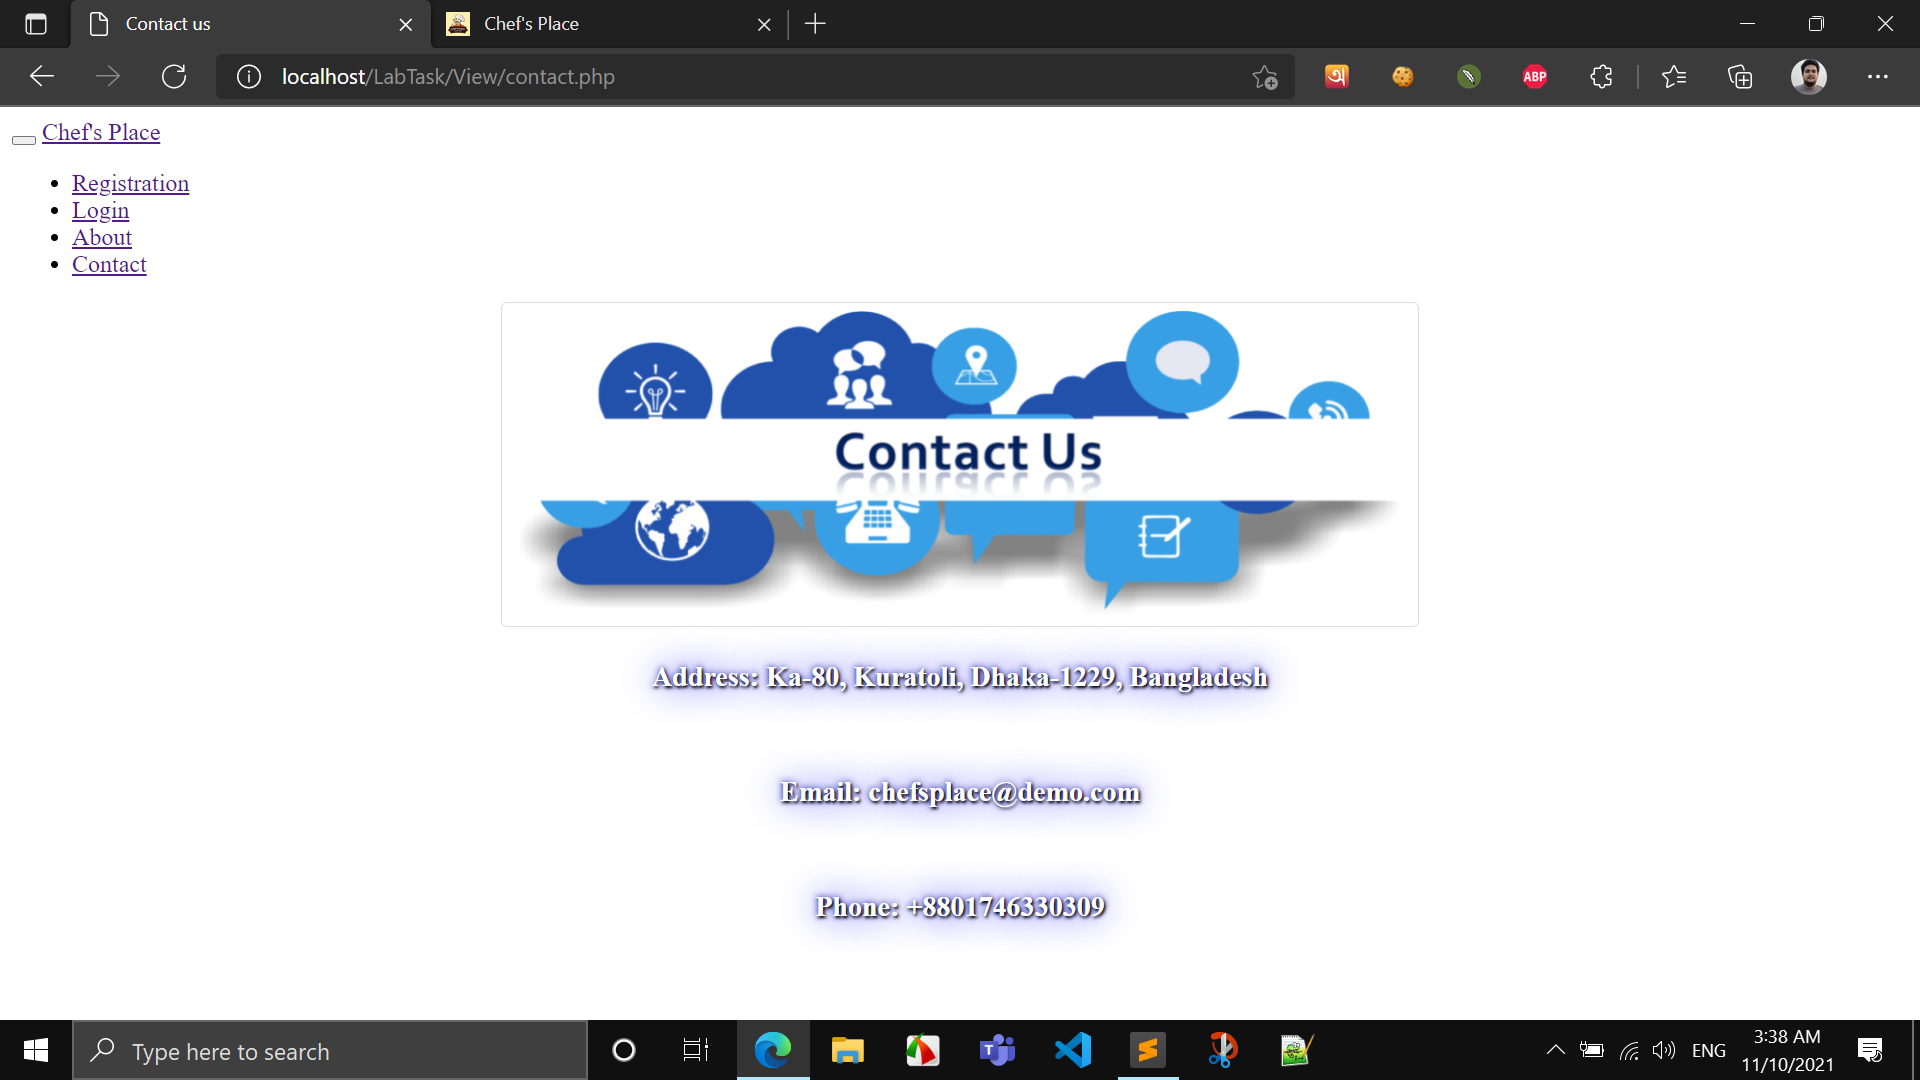 Contact us
Chef's Place
localhost/LabTask/View/contact.php
অ
ABP
Chef's Place
Registration
Login
About
Contact
Contact Us
Address: Ka-80, Kuratoli, Dhaka-1229, Bangladesh
Email: chefsplace@demo.com
Phone: +8801746330309
Type here to search
T
S
ENG
3:38 AM
11/10/2021